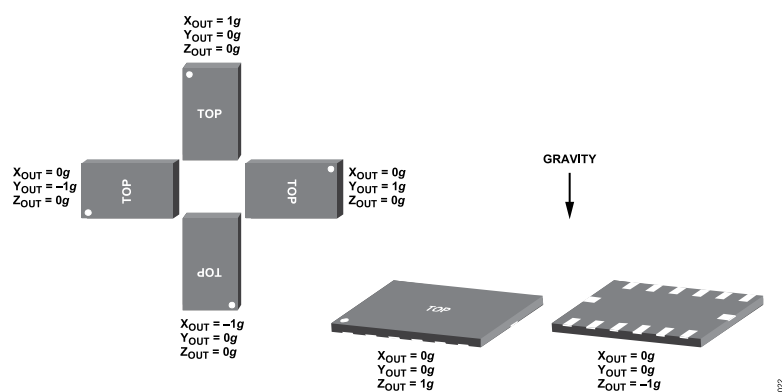 XOUT = 1g
YOUT = 0g
ZOUT = 0g
TOP
XOUT = 0g
YOUT = –1g
ZOUT = 0g
TOP
TOP
XOUT = 0g
YOUT = 1g
ZOUT = 0g
GRAVITY
TOP
XOUT = –1g
YOUT = 0g
ZOUT = 0g
TOP
XOUT = 0g
YOUT = 0g
ZOUT = 1g
XOUT = 0g
YOUT = 0g
ZOUT = –1g